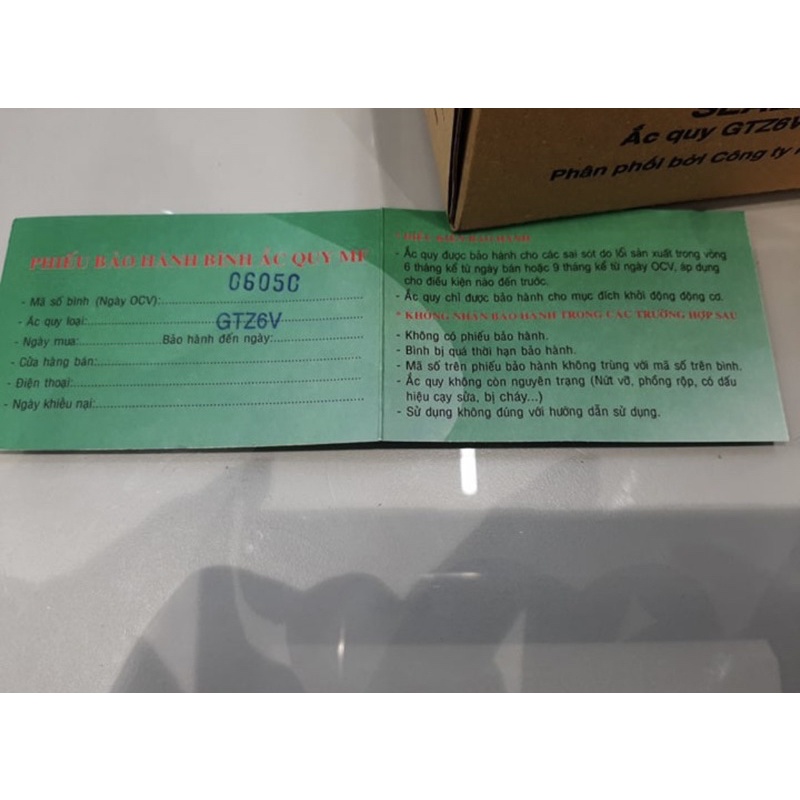 Ắc quy GTZ6V
Phân phối bởi Công ty
PHIẾU BẢO HÀNH BÌNH ẮC QUY MF
- Mã số bình (Ngày OCV): 0605C
- Ắc quy loại: GTZ6V
- Ngày mua: Bảo hành đến ngày:
- Cửa hàng bán:
- Điện thoại:
- Ngày khiếu nại:
* ĐIỀU KIỆN BẢO HÀNH
- Ắc quy được bảo hành cho các sai sót do lỗi sản xuất trong vòng
6 tháng kể từ ngày bán hoặc 9 tháng kể từ ngày OCV, áp dụng
cho điều kiện nào đến trước.
- Ắc quy chỉ được bảo hành cho mục đích khởi động động cơ.
* KHÔNG NHẬN BẢO HÀNH TRONG CÁC TRƯỜNG HỢP SAU
- Không có phiếu bảo hành.
- Bình bị quá thời hạn bảo hành.
- Mã số trên phiếu bảo hành không trùng với mã số trên bình.
- Ắc quy không còn nguyên trạng (Nứt vỡ, phồng rộp, có dấu
hiệu cạy sửa, bị cháy...)
- Sử dụng không đúng với hướng dẫn sử dụng.